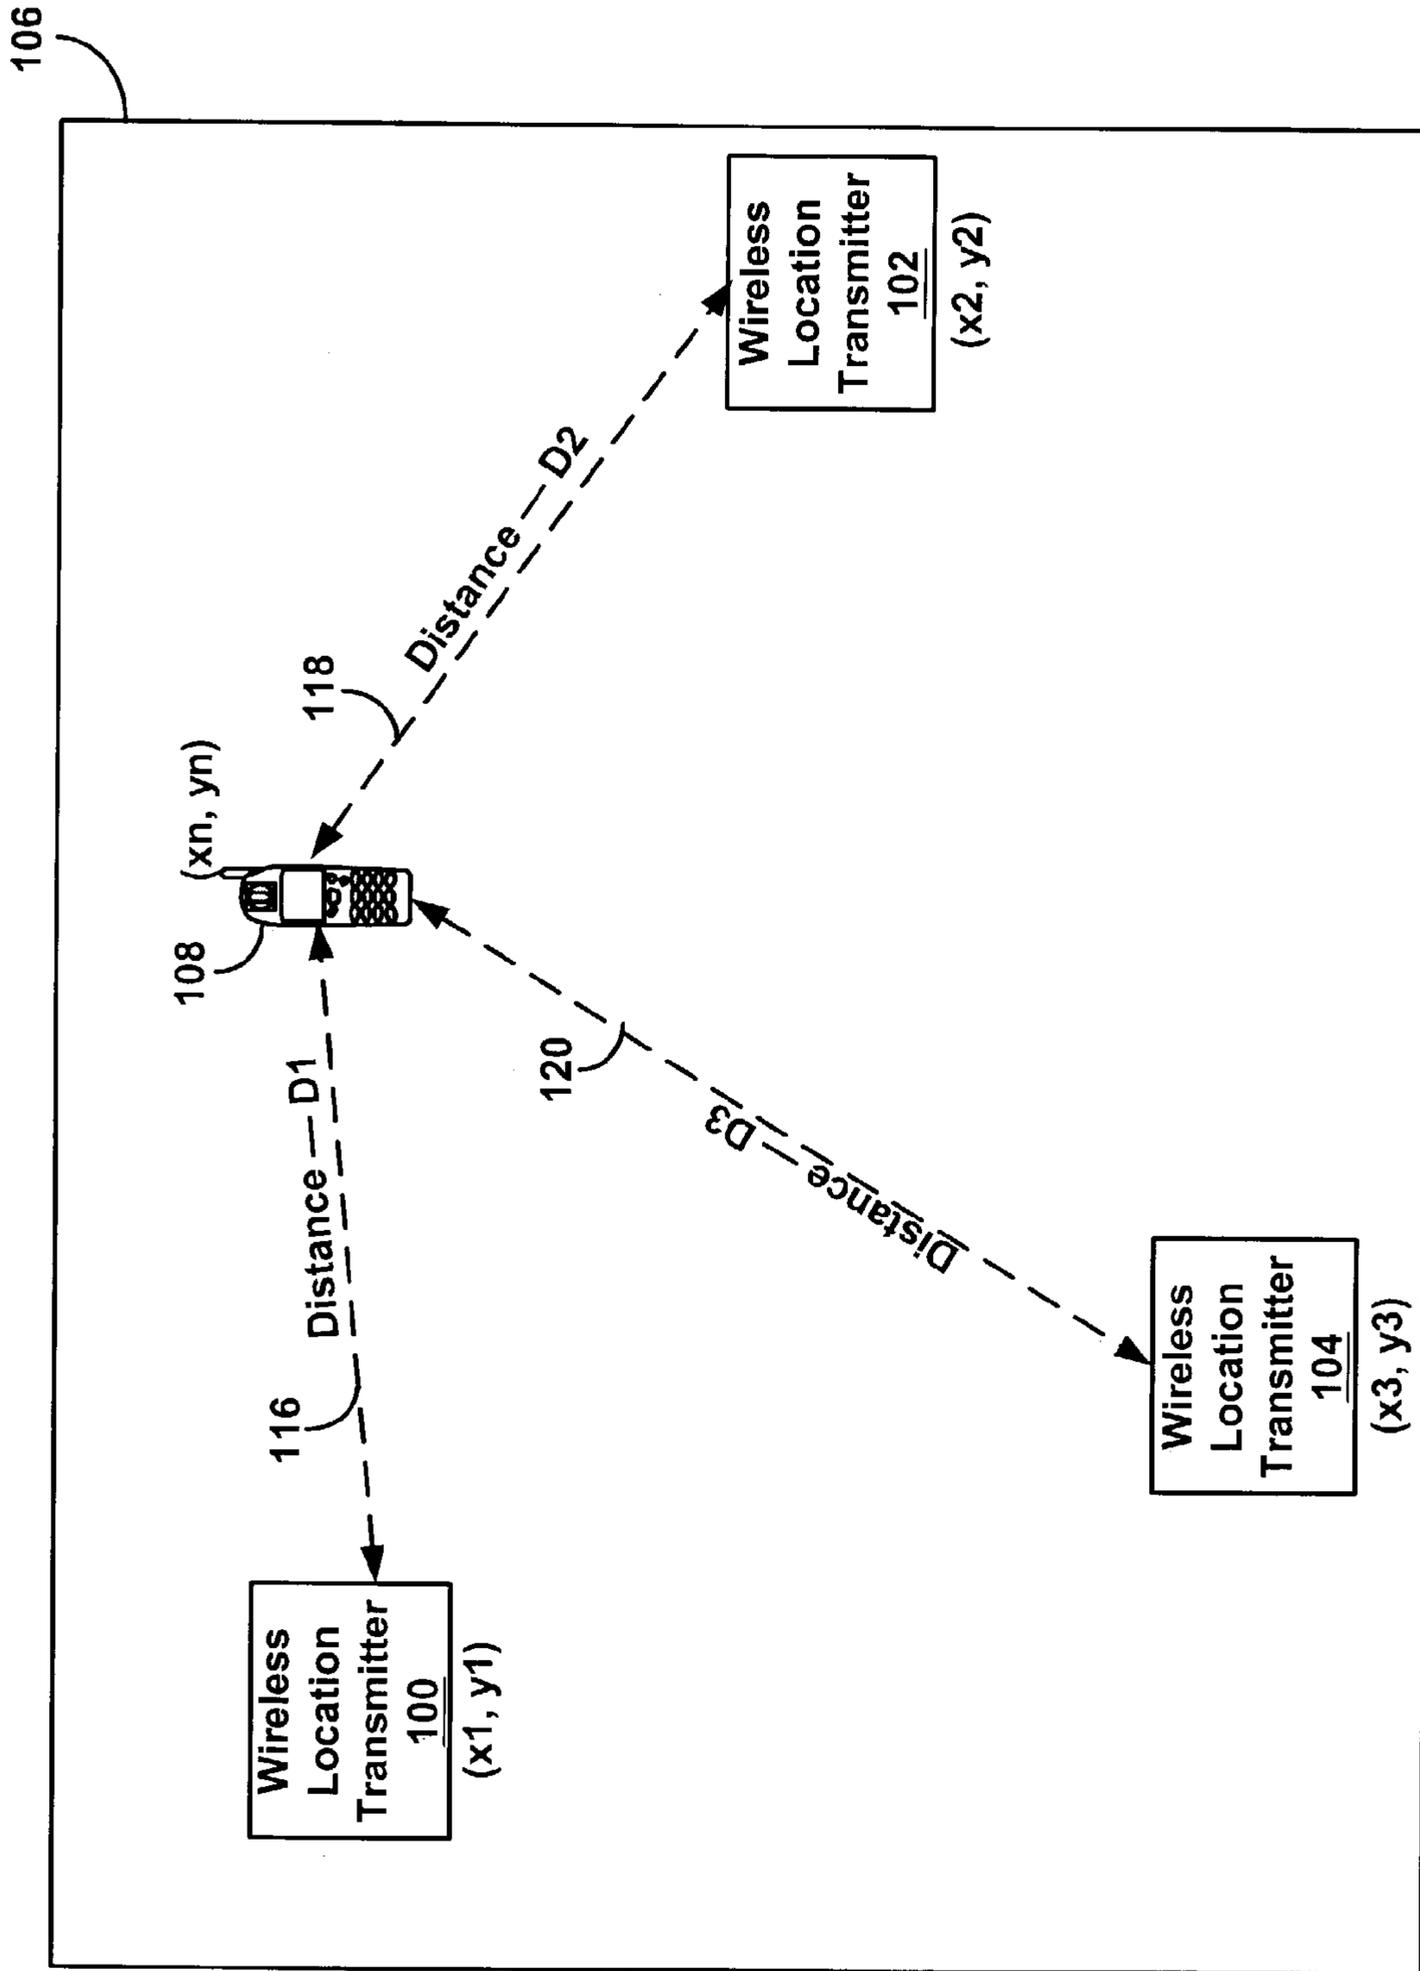 106
(xn, yn)
108
118
Distance — D2
Distance — D1
116
120
Distance — D3
Wireless
Location
Transmitter
100
(x1, y1)
Wireless
Location
Transmitter
102
(x2, y2)
Wireless
Location
Transmitter
104
(x3, y3)